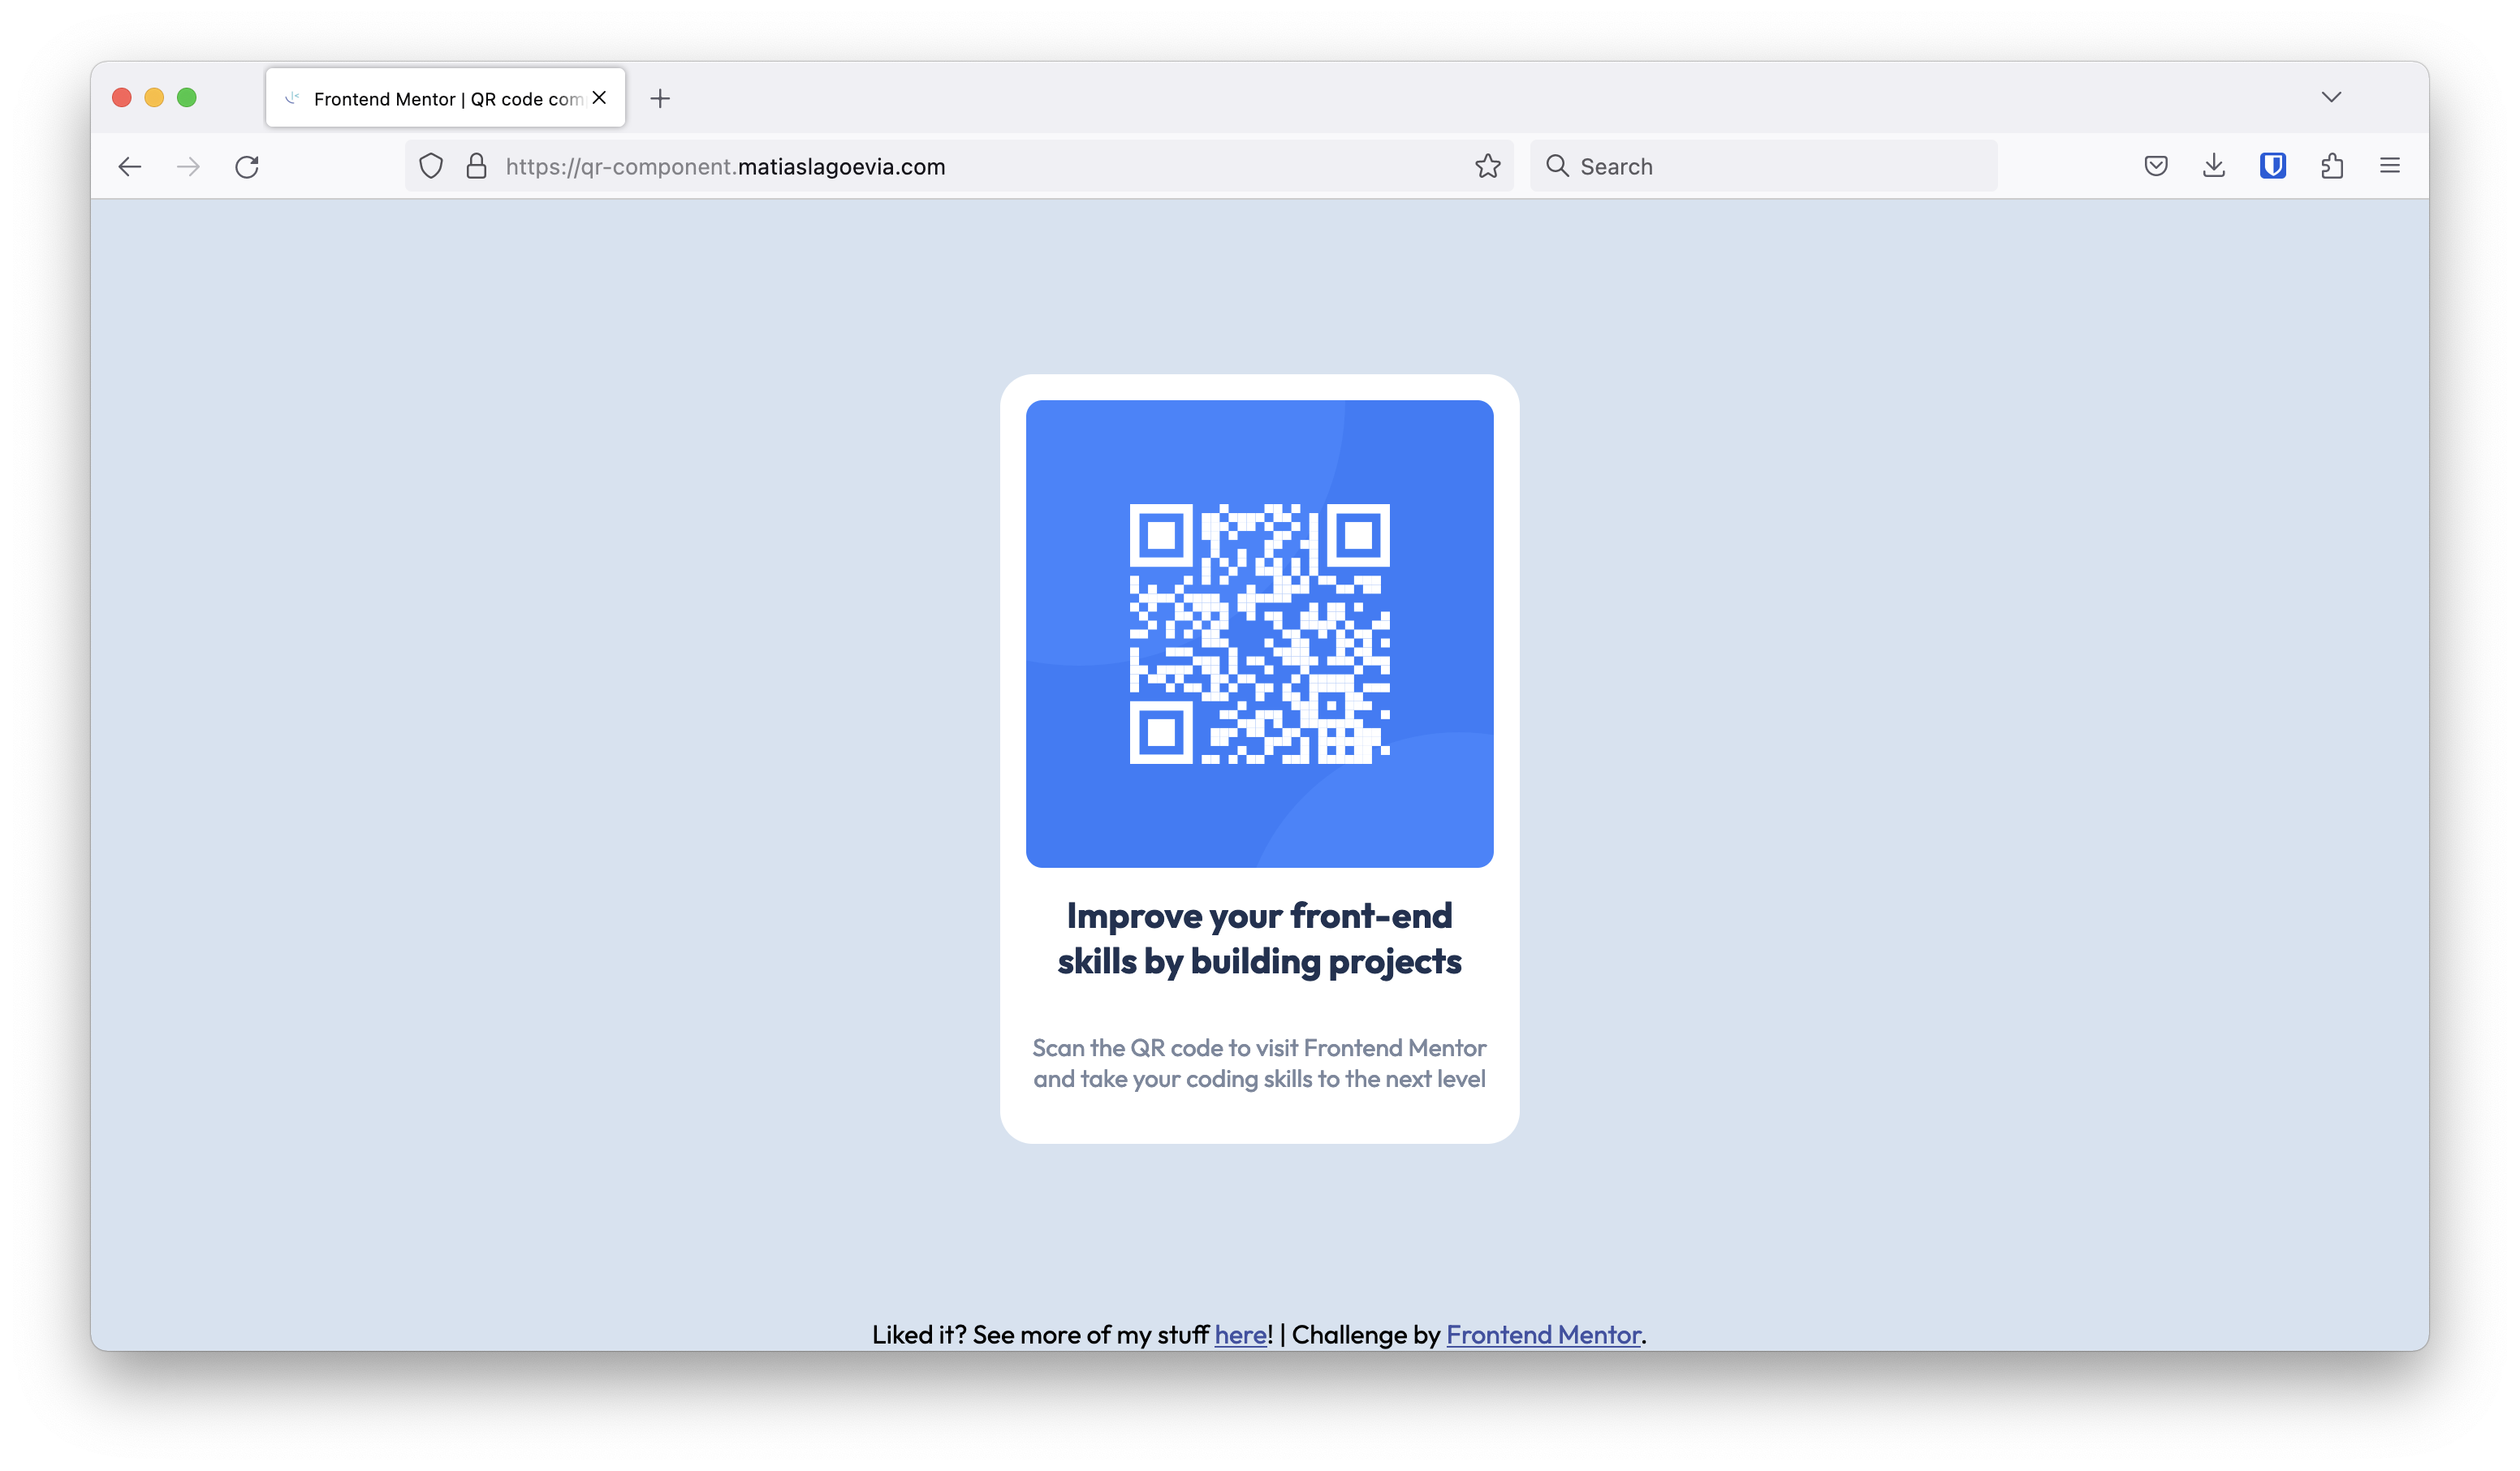 Frontend Mentor | QR code com
https://qr-component.matiaslagoevia.com
Search
Improve your front-end
skills by building projects
Scan the QR code to visit Frontend Mentor
and take your coding skills to the next level
Liked it? See more of my stuff here! | Challenge by Frontend Mentor.